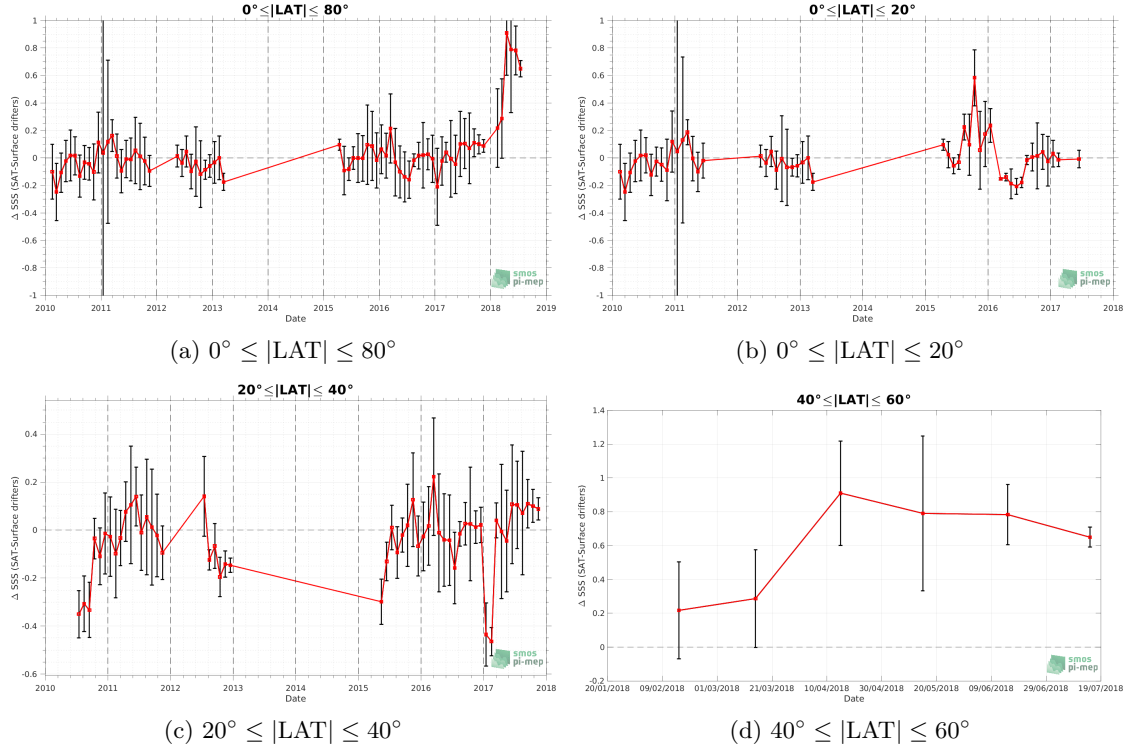 0°≤|LAT|≤ 80°
Δ SSS (SAT-Surface drifters)
1
0.8
0.6
0.4
0.2
0
-0.2
-0.4
-0.6
-0.8
-1
2010 2011 2012 2013 2014 2015 2016 2017 2018 2019
Date
smos
pi-mep
(a) 0° ≤ |LAT| ≤ 80°
0°≤|LAT|≤ 20°
Δ SSS (SAT-Surface drifters)
1
0.8
0.6
0.4
0.2
0
-0.2
-0.4
-0.6
-0.8
-1
2010 2011 2012 2013 2014 2015 2016 2017 2018
Date
smos
pi-mep
(b) 0° ≤ |LAT| ≤ 20°
20°≤|LAT|≤ 40°
Δ SSS (SAT-Surface drifters)
0.4
0.2
0
-0.2
-0.4
-0.6
2010 2011 2012 2013 2014 2015 2016 2017 2018
Date
smos
pi-mep
(c) 20° ≤ |LAT| ≤ 40°
40°≤|LAT|≤ 60°
Δ SSS (SAT-Surface drifters)
1.4
1.2
1
0.8
0.6
0.4
0.2
0
-0.2
20/01/2018 09/02/2018 01/03/2018 21/03/2018 10/04/2018 30/04/2018 20/05/2018 09/06/2018 29/06/2018 19/07/2018
Date
smos
pi-mep
(d) 40° ≤ |LAT| ≤ 60°